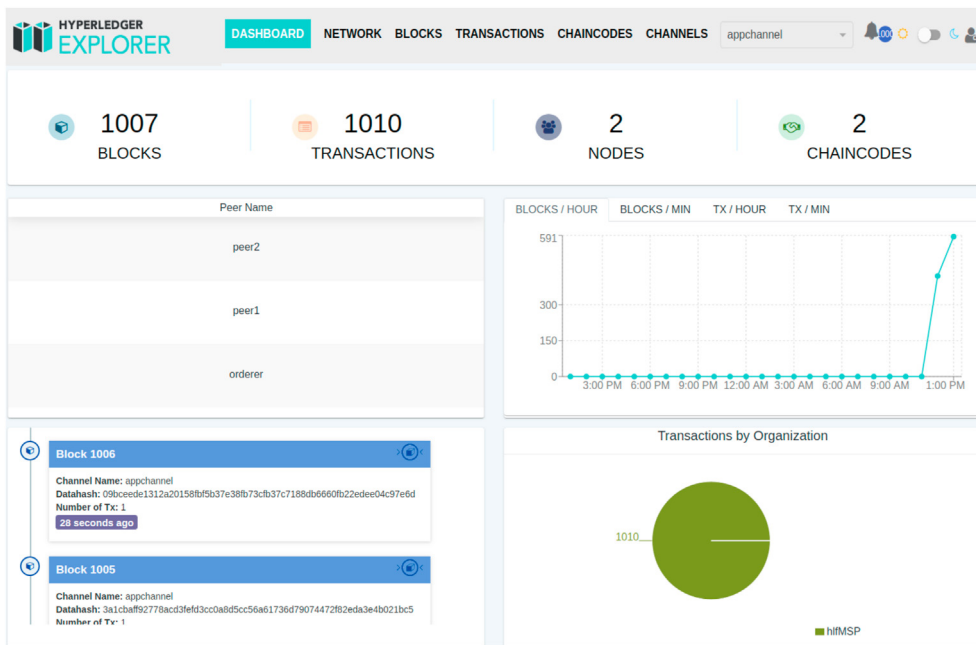 HYPERLEDGER
EXPLORER
DASHBOARD NETWORK BLOCKS TRANSACTIONS CHAINCODES CHANNELS appchannel
1007
BLOCKS
1010
TRANSACTIONS
2
NODES
2
CHAINCODES
Peer Name
peer2
peer1
orderer
BLOCKS / HOUR BLOCKS / MIN TX / HOUR TX / MIN
591
300
150
0
3:00 PM 6:00 PM 9:00 PM 12:00 AM 3:00 AM 6:00 AM 9:00 AM 1:00 PM
Block 1006
Channel Name: appchannel
Datahash: 09bceede1312a20158fbf5b37e38fb73cfb37c7188db6660fb22edee04c97e6d
Number of Tx: 1
28 seconds ago
Block 1005
Channel Name: appchannel
Datahash: 3a1cbaff92778acd3fefd3cc0a8d5cc56a61736d79074472f82eda3e4b021bc5
Number of Tx: 1
Transactions by Organization
1010
hlfMSP